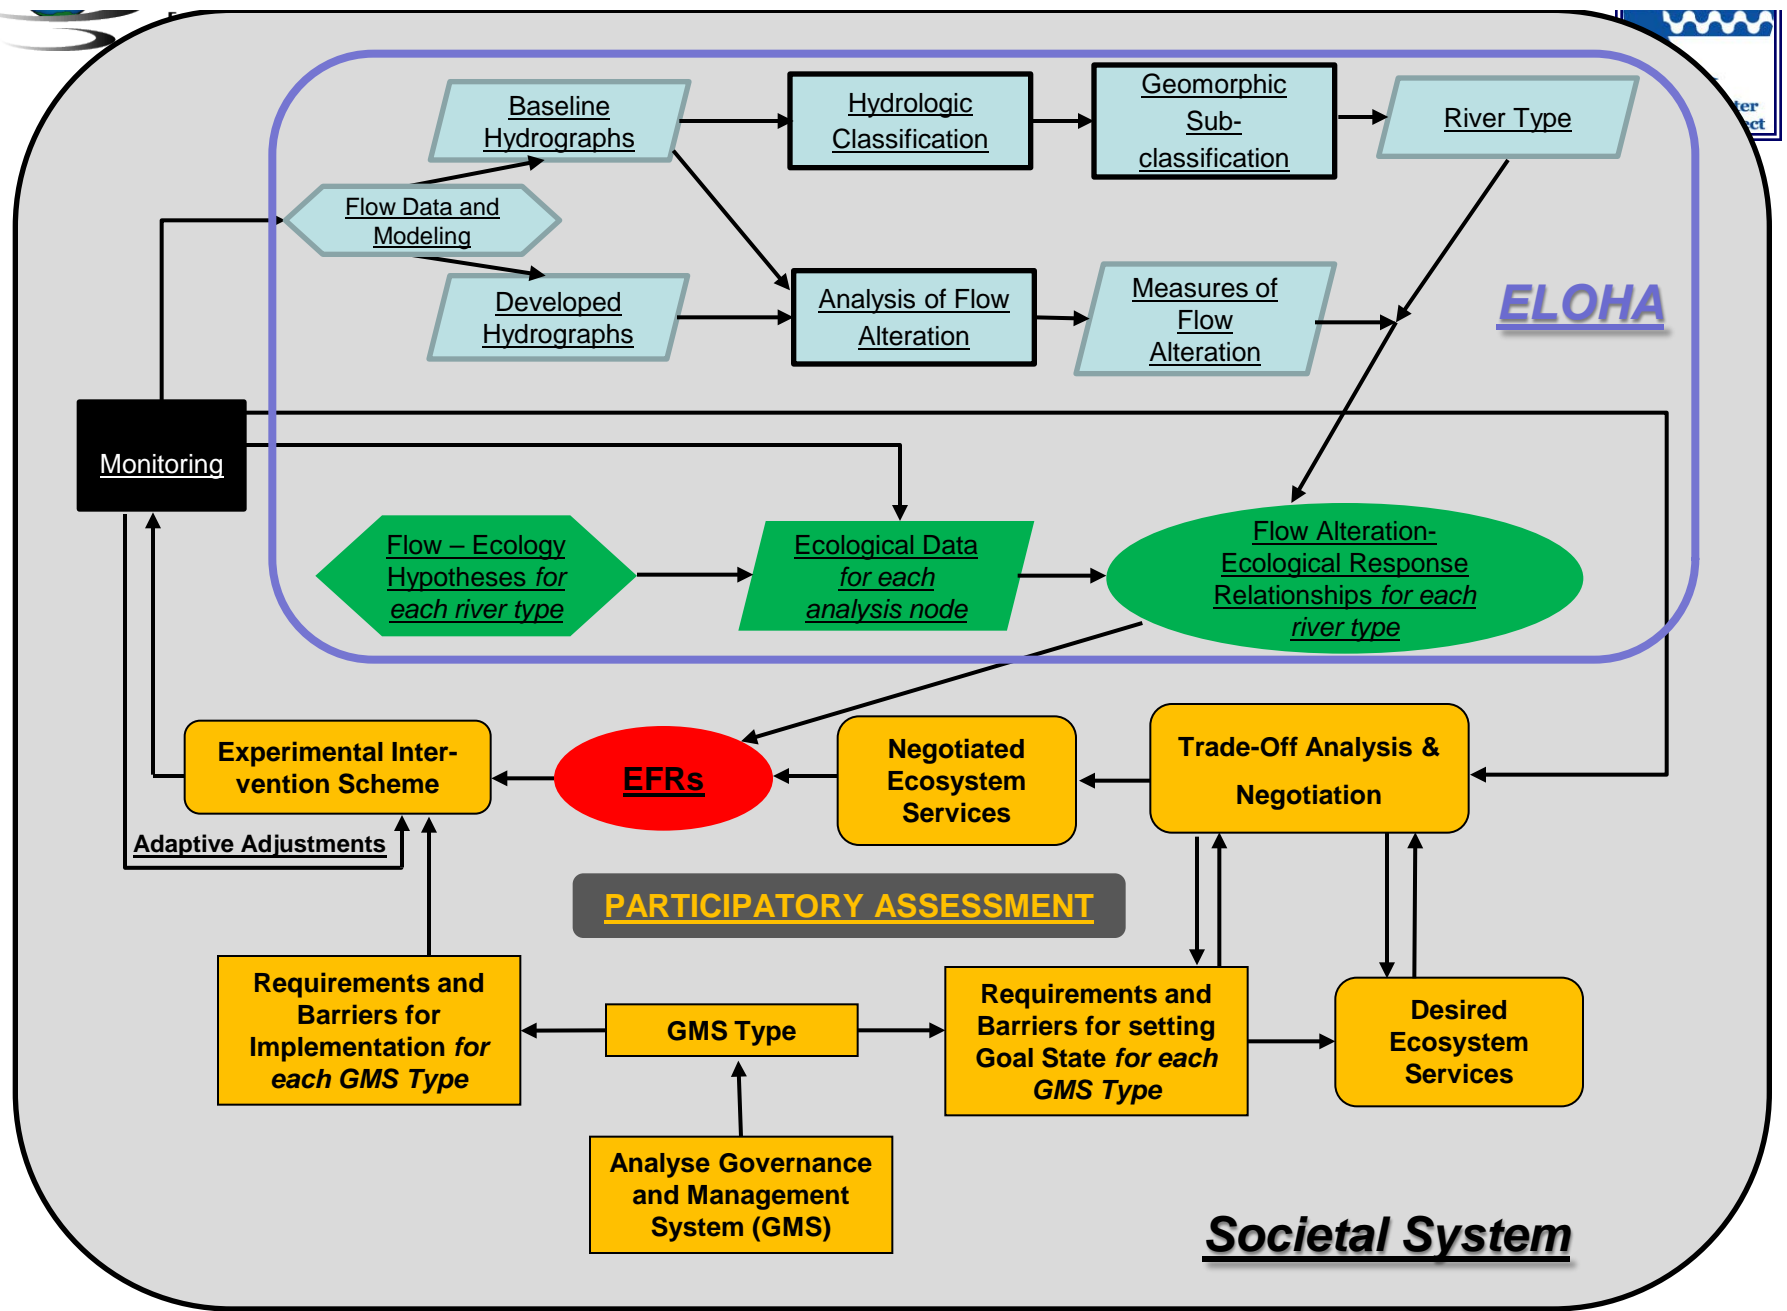 Baseline
Hydrographs
Hydrologic
Classification
Geomorphic
Sub-
classification
River Type
ter
ect
Flow Data and
Modeling
Developed
Hydrographs
Analysis of Flow
Alteration
Measures of
Flow
Alteration
ELOHA
Monitoring
Flow – Ecology
Hypotheses for
each river type
Ecological Data
for each
analysis node
Flow Alteration-
Ecological Response
Relationships for each
river type
Experimental Inter-
vention Scheme
EFRs
Negotiated
Ecosystem
Services
Trade-Off Analysis &
Negotiation
Adaptive Adjustments
PARTICIPATORY ASSESSMENT
Requirements and
Barriers for
Implementation for
each GMS Type
GMS Type
Requirements and
Barriers for setting
Goal State for each
GMS Type
Desired
Ecosystem
Services
Analyse Governance
and Management
System (GMS)
Societal System